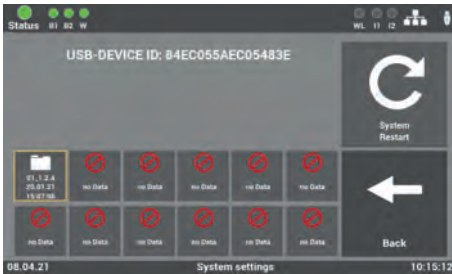 Status B1 B2 W WL I1 I2
USB-DEVICE ID: 84EC055AEC05483E
System
Restart
01_1.2.4
20.01.21
15:07:56
no Data
no Data
no Data
no Data
no Data
no Data
no Data
no Data
no Data
no Data
no Data
Back
08.04.21 System settings 10:15:12